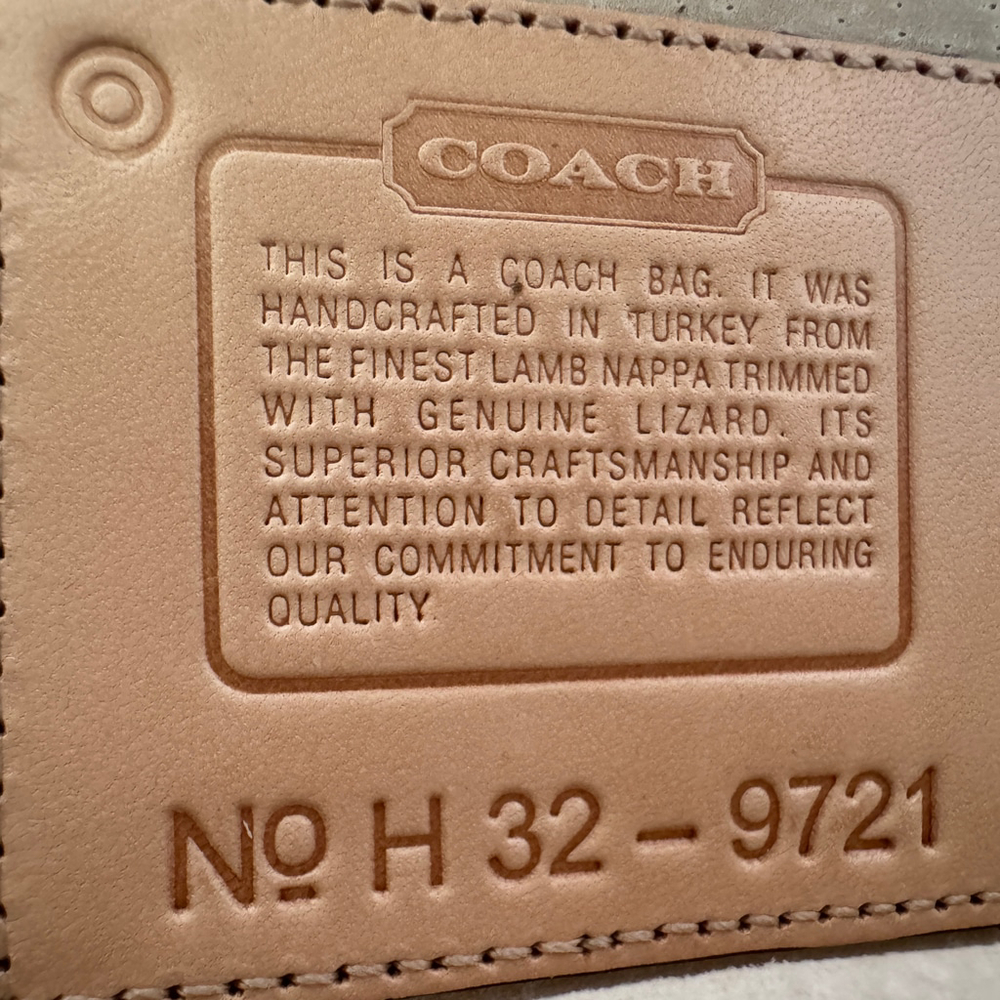 COACH
THIS IS A COACH BAG. IT WAS
HANDCRAFTED IN TURKEY FROM
THE FINEST LAMB NAPPA TRIMMED
WITH GENUINE LIZARD. ITS
SUPERIOR CRAFTSMANSHIP AND
ATTENTION TO DETAIL REFLECT
OUR COMMITMENT TO ENDURING
QUALITY.
Nº H 32 – 9721